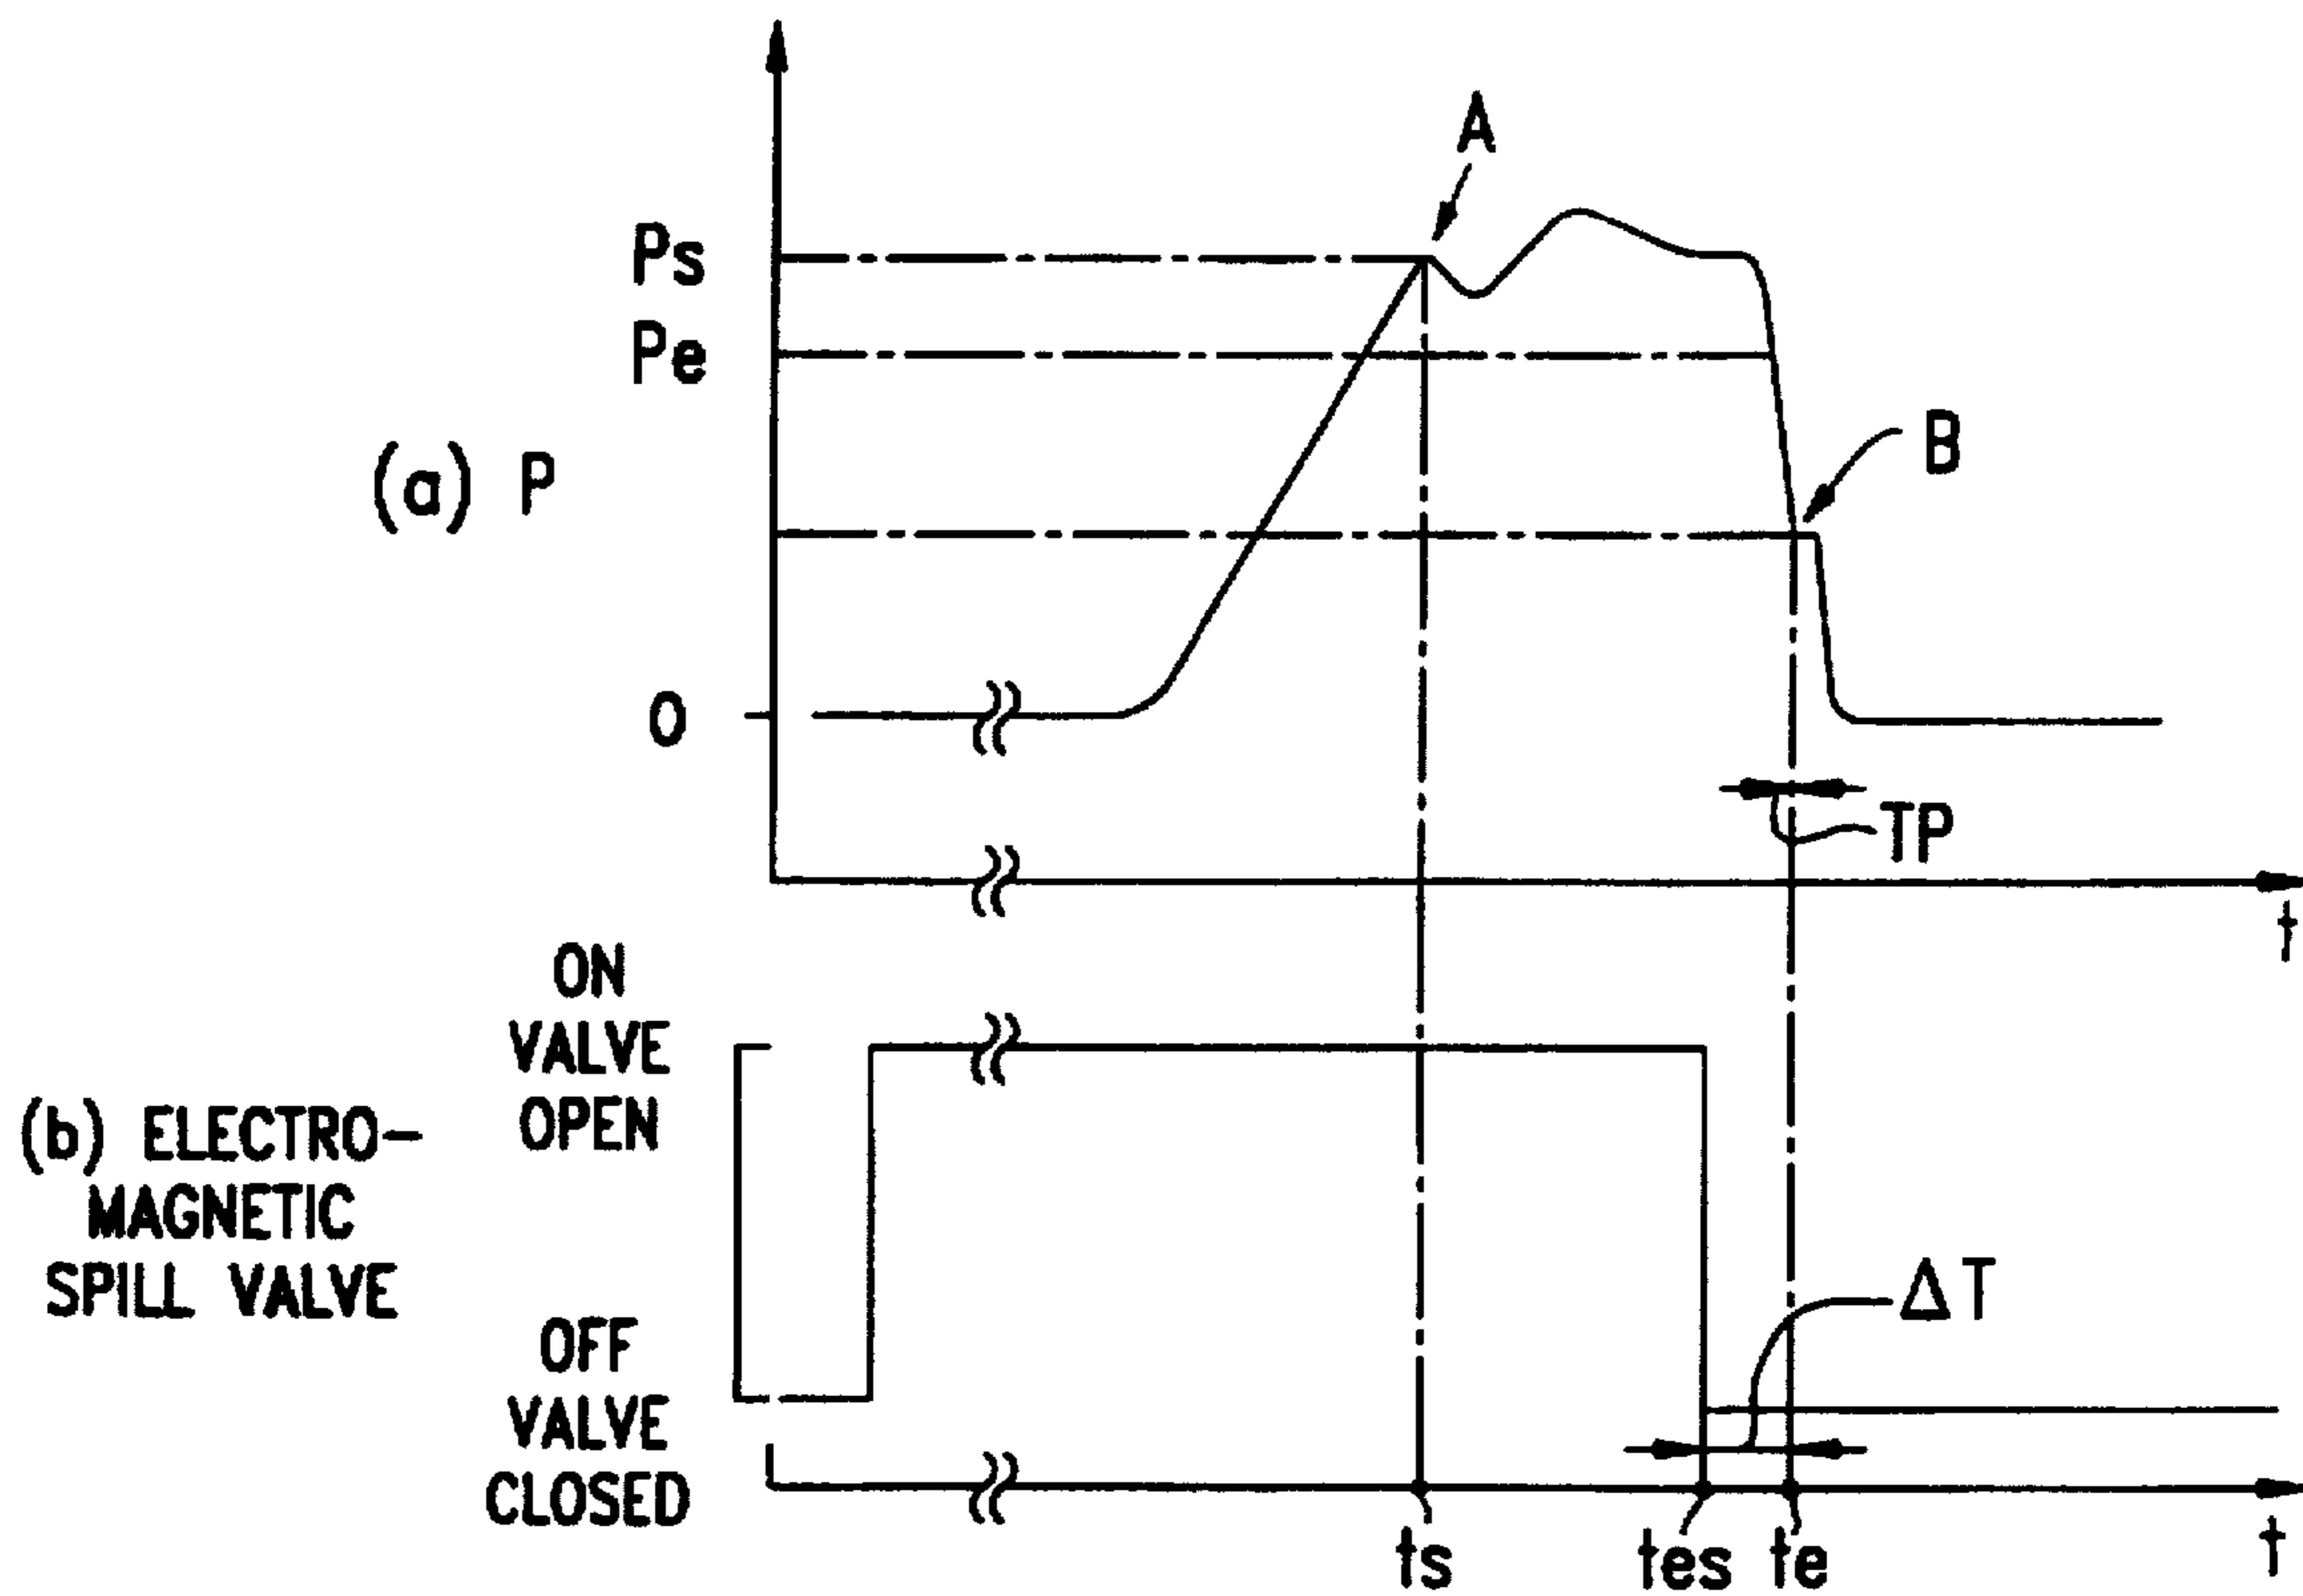 A
Ps
Pe
B
(a) P
0
TP
t
ON
VALVE
OPEN
(b) ELECTRO-
MAGNETIC
SPILL VALVE
ΔT
OFF
VALVE
CLOSED
ts
tes
te
t